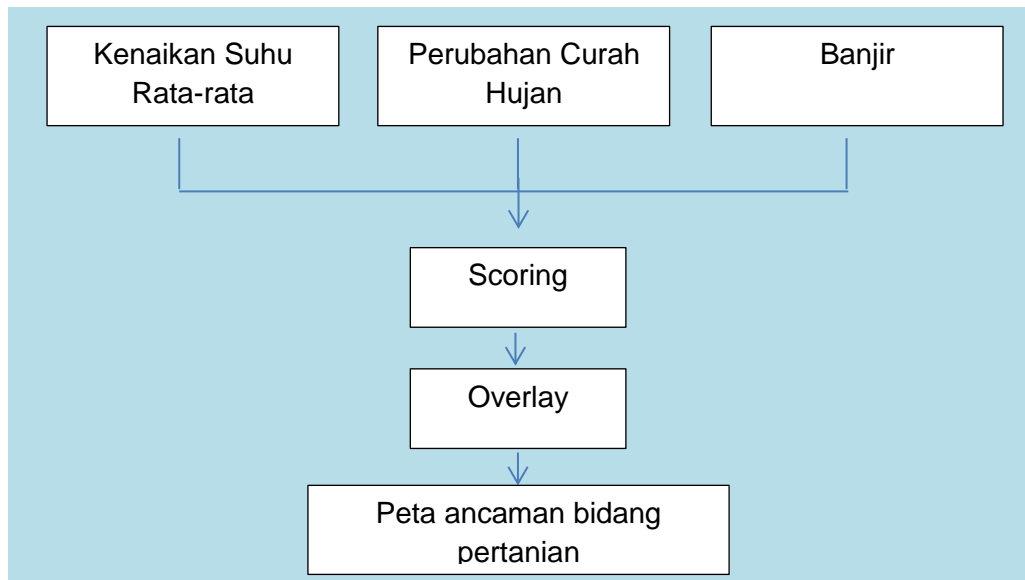 Kenaikan Suhu
Rata-rata
Perubahan Curah
Hujan
Banjir
Scoring
Overlay
Peta ancaman bidang
pertanian